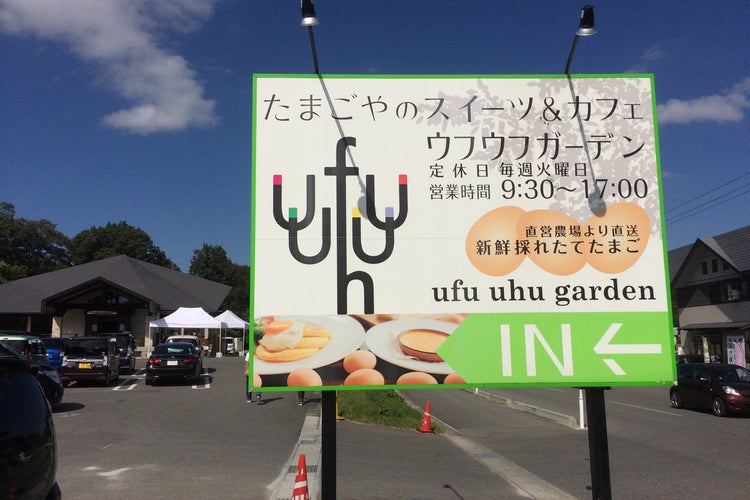 たまごやのスイーツ＆カフェ
ウフウフガーデン
定休日 毎週火曜日
営業時間 9:30～17:00
直営農場より直送
新鮮採れたてたまご
ufu uhu garden
ufu uhu
IN ←